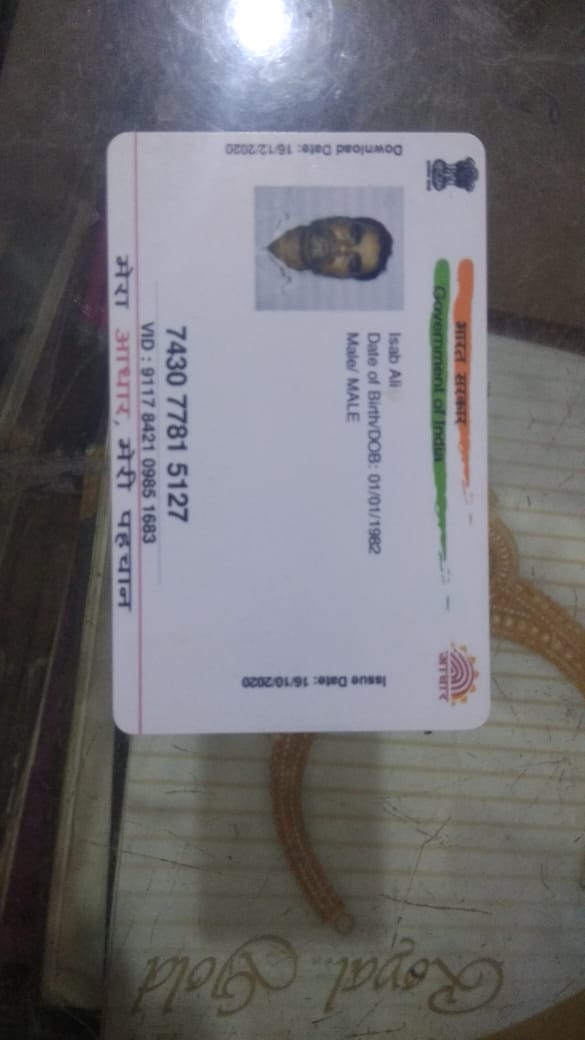 भारत सरकार
Government of India
Download Date: 16/12/2020
Issue Date: 16/10/2020
Isab Ali
Date of Birth/DOB: 01/01/1982
Male/ MALE
7430 7781 5127
VID : 9117 8421 0985 1683
मेरा आधार, मेरी पहचान
आधार
Royal Gold